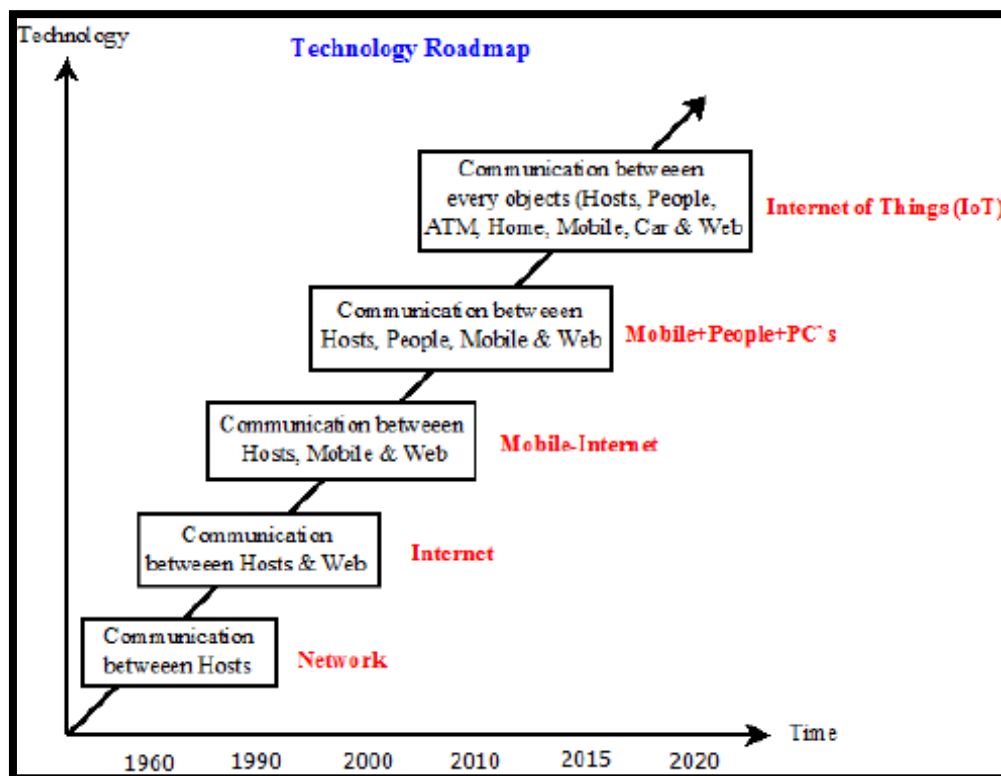 Technology
Technology Roadmap
Communication betweeen
every objects (Hosts, People,
ATM, Home, Mobile, Car & Web
Internet of Things (IoT)
Communication betweeen
Hosts, People, Mobile & Web
Mobile+People+PC`s
Communication betweeen
Hosts, Mobile & Web
Mobile-Internet
Communication
betweeen Hosts & Web
Internet
Communication
betweeen Hosts
Network
Time
1960 1990 2000 2010 2015 2020